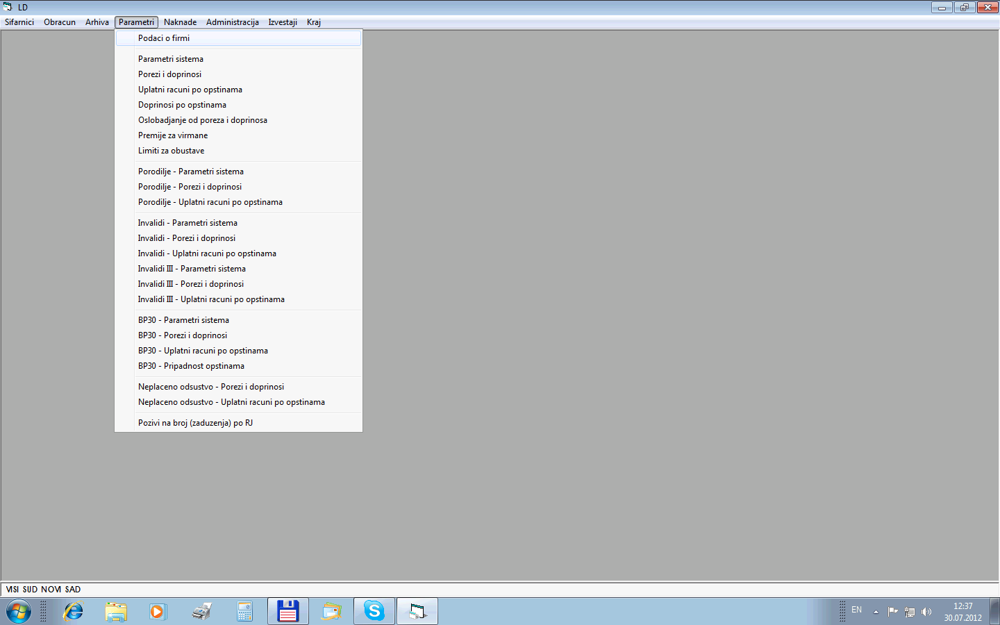 LD
Sifarnici Obracun Arhiva Parametri Naknade Administracija Izvestaji Kraj
Podaci o firmi
Parametri sistema
Porezi i doprinosi
Uplatni racuni po opstinama
Doprinosi po opstinama
Oslobadjanje od poreza i doprinosa
Premije za virmane
Limiti za obustave
Porodilje - Parametri sistema
Porodilje - Porezi i doprinosi
Porodilje - Uplatni racuni po opstinama
Invalidi - Parametri sistema
Invalidi - Porezi i doprinosi
Invalidi - Uplatni racuni po opstinama
Invalidi III - Parametri sistema
Invalidi III - Porezi i doprinosi
Invalidi III - Uplatni racuni po opstinama
BP30 - Parametri sistema
BP30 - Porezi i doprinosi
BP30 - Uplatni racuni po opstinama
BP30 - Pripadnost opstinama
Neplaceno odsustvo - Porezi i doprinosi
Neplaceno odsustvo - Uplatni racuni po opstinama
Pozivi na broj (zaduzenja) po RJ
VISI SUD NOVI SAD
EN
12:37
30.07.2012